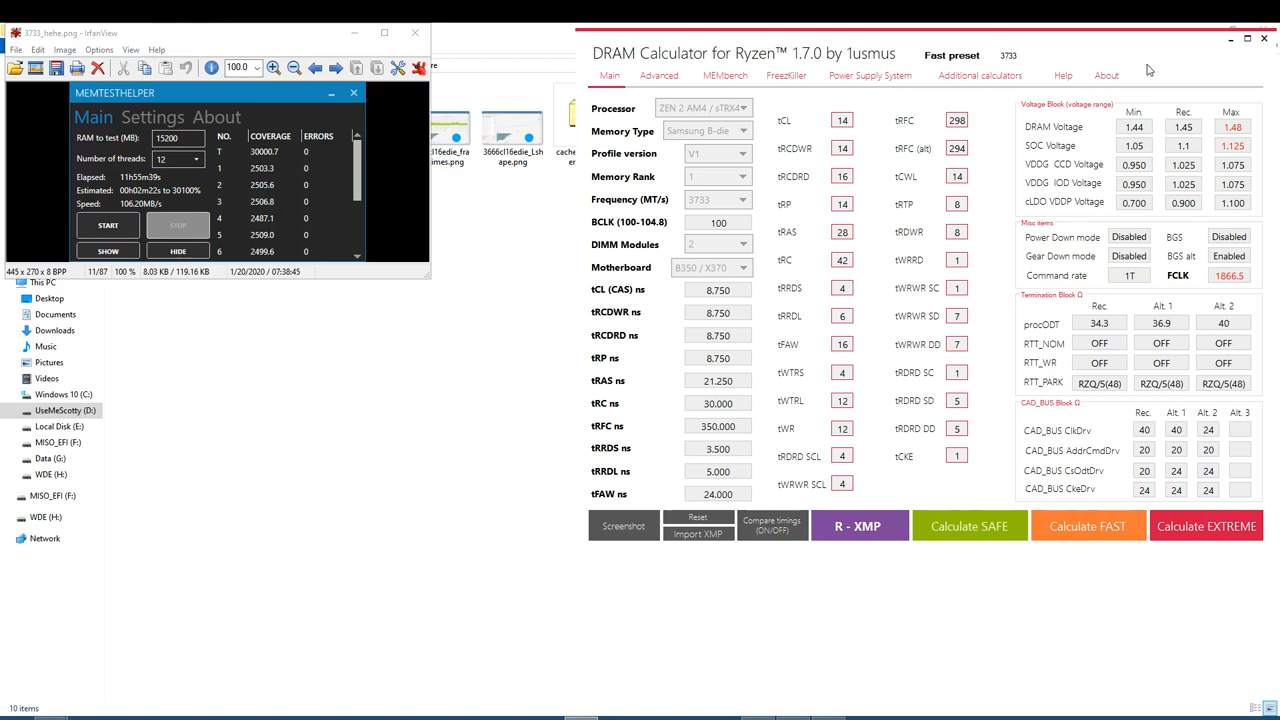 3733_hehe.png - IrfanView
File Edit Image Options View Help
100.0
MEMTESTHELPER
Main Settings About
RAM to test (MB): 15200
Number of threads: 12
Elapsed: 11h55m39s
Estimated: 00h02m22s to 30100%
Speed: 106.20MB/s
START STOP
SHOW HIDE
NO. COVERAGE ERRORS
T 30000.7 0
1 2503.3 0
2 2505.6 0
3 2506.8 0
4 2487.1 0
5 2509.0 0
6 2499.6 0
445 x 270 x 8 BPP 11/87 100 % 8.03 KB / 119.16 KB 1/20/2020 / 07:38:45
cl16edie_fra
imes.png
3666cl16edie_Lsh
ape.png
cache
er
This PC
Desktop
Documents
Downloads
Music
Pictures
Videos
Windows 10 (C:)
UseMeScotty (D:)
Local Disk (E:)
MISO_EFI (F:)
Data (G:)
WDE (H:)
MISO_EFI (F:)
WDE (H:)
Network
10 items
DRAM Calculator for Ryzen™ 1.7.0 by 1usmus Fast preset 3733
Main Advanced MEMbench FreezKiller Power Supply System Additional calculators Help About
Processor ZEN 2 AM4 / sTRX4
Memory Type Samsung B-die
Profile version V1
Memory Rank 1
Frequency (MT/s) 3733
BCLK (100-104.8) 100
DIMM Modules 2
Motherboard B350 / X370
tCL (CAS) ns 8.750
tRCDWR ns 8.750
tRCDRD ns 8.750
tRP ns 8.750
tRAS ns 21.250
tRC ns 30.000
tRFC ns 350.000
tRRDS ns 3.500
tRRDL ns 5.000
tFAW ns 24.000
tCL 14
tRCDWR 14
tRCDRD 16
tRP 14
tRAS 28
tRC 42
tRRDS 4
tRRDL 6
tFAW 16
tWTRS 4
tWTRL 12
tWR 12
tRDRD SCL 4
tWRWR SCL 4
tRFC 298
tRFC (alt) 294
tCWL 14
tRTP 8
tRDWR 8
tWRRD 1
tWRWR SC 1
tWRWR SD 7
tWRWR DD 7
tRDRD SC 1
tRDRD SD 5
tRDRD DD 5
tCKE 1
Voltage Block (voltage range)
Min. Rec. Max
DRAM Voltage 1.44 1.45 1.48
SOC Voltage 1.05 1.1 1.125
VDDG CCD Voltage 0.950 1.025 1.075
VDDG IOD Voltage 0.950 1.025 1.075
cLDO VDDP Voltage 0.700 0.900 1.100
Misc items
Power Down mode Disabled BGS Disabled
Gear Down mode Disabled BGS alt Enabled
Command rate 1T FCLK 1866.5
Termination Block Ω
Rec. Alt. 1 Alt. 2
procODT 34.3 36.9 40
RTT_NOM OFF OFF OFF
RTT_WR OFF OFF OFF
RTT_PARK RZQ/5(48) RZQ/5(48) RZQ/5(48)
CAD_BUS Block Ω
Rec. Alt. 1 Alt. 2 Alt. 3
CAD_BUS ClkDrv 40 40 24
CAD_BUS AddrCmdDrv 20 20 20
CAD_BUS CsOdtDrv 20 24 24
CAD_BUS CkeDrv 24 24 24
Screenshot
Reset
Import XMP
Compare timings
(ON/OFF)
R - XMP
Calculate SAFE
Calculate FAST
Calculate EXTREME